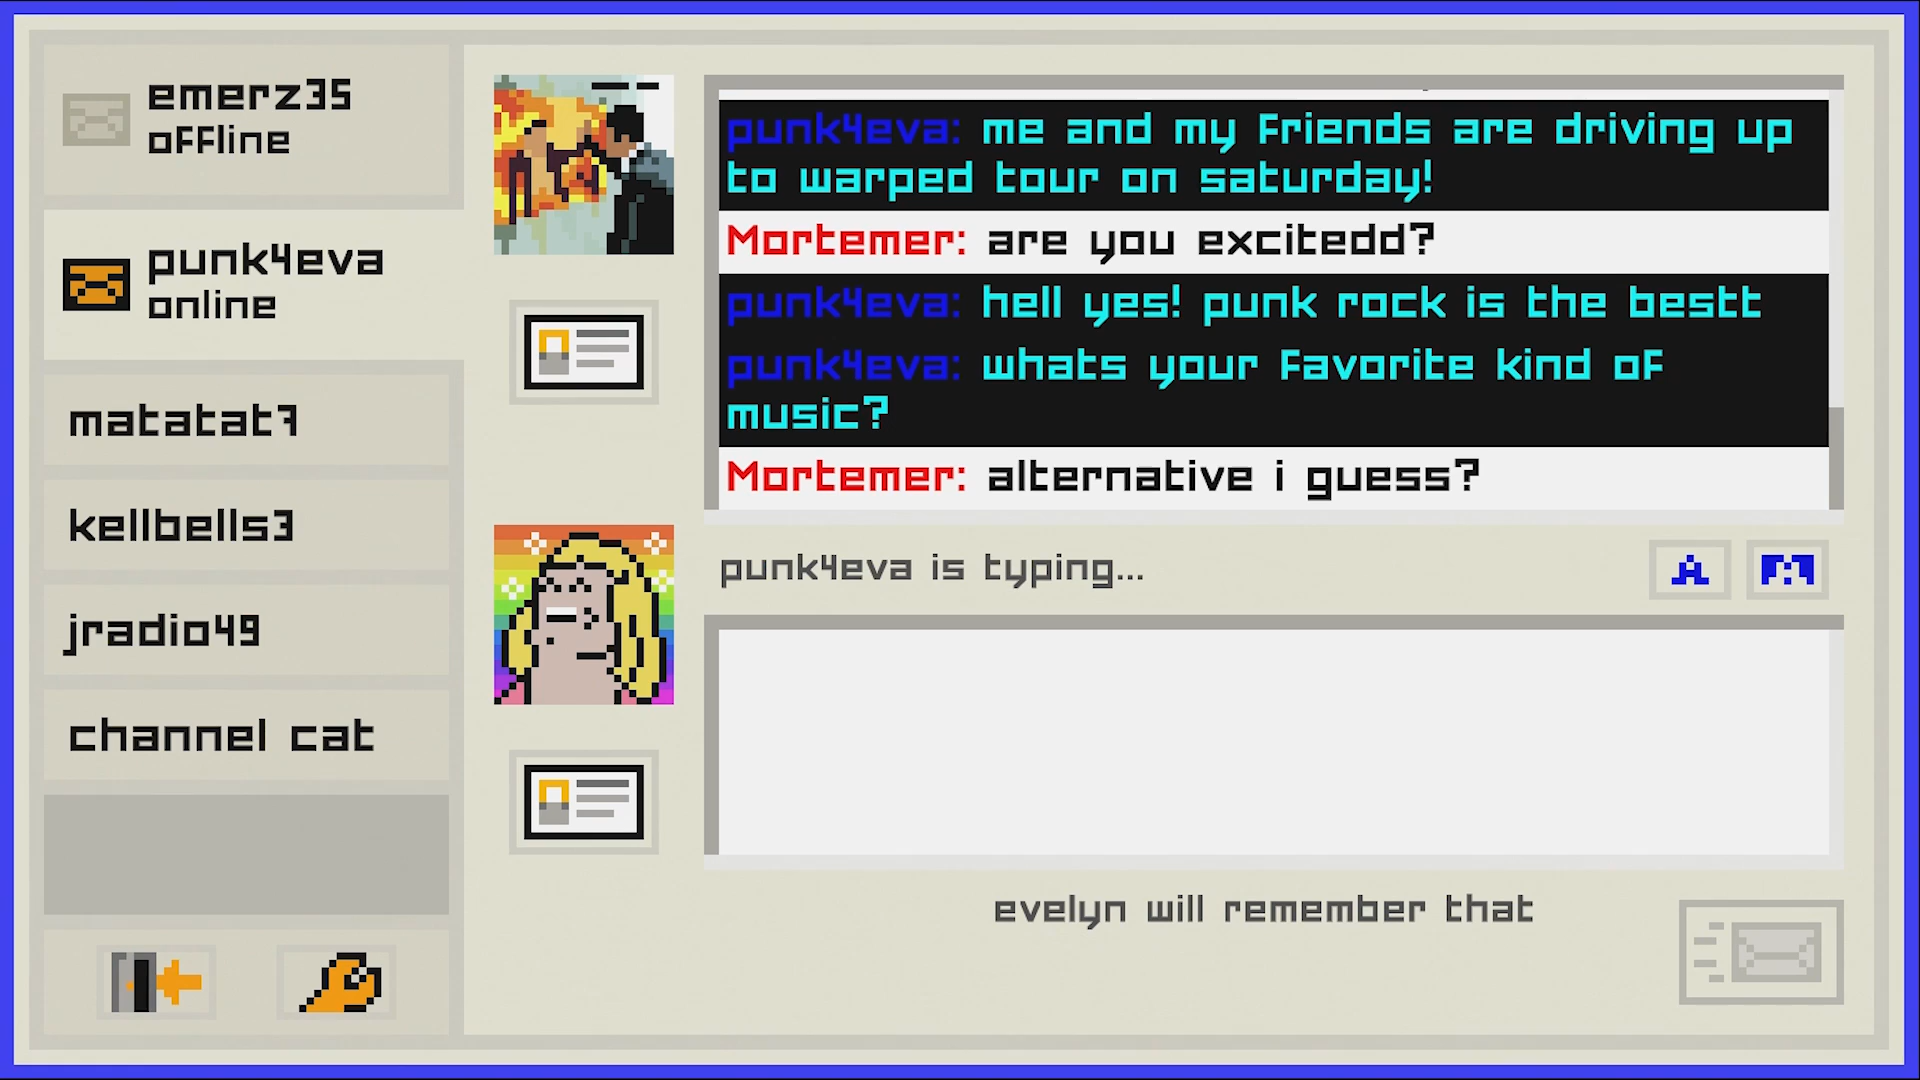 emerz35
offline
punk4eva
online
matatat7
kellbells3
jradio49
channel cat
punk4eva: me and my friends are driving up
to warped tour on saturday!
Mortemer: are you excitedd?
punk4eva: hell yes! punk rock is the bestt
punk4eva: whats your favorite kind of
music?
Mortemer: alternative i guess?
punk4eva is typing...
A
evelyn will remember that